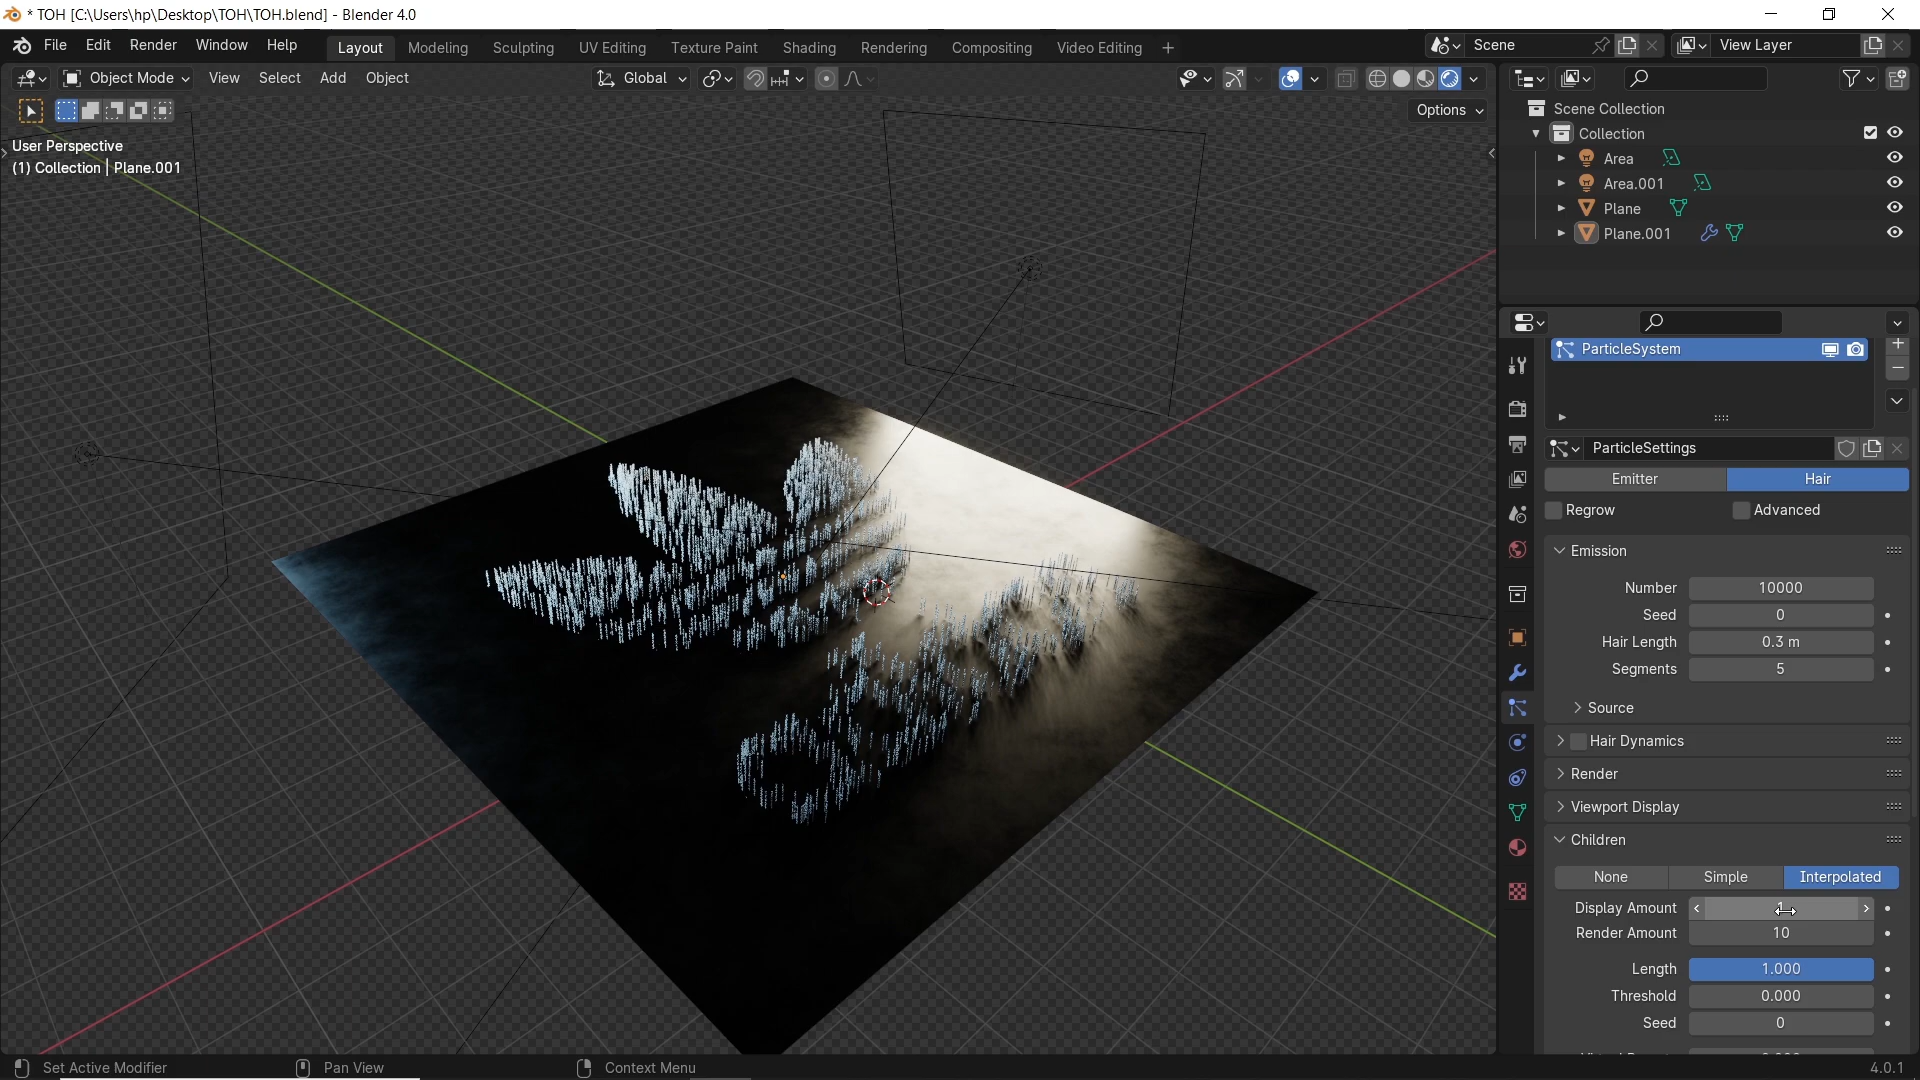 * TOH [C:\Users\hp\Desktop\TOH\TOH.blend] - Blender 4.0
File Edit Render Window Help Layout Modeling Sculpting UV Editing Texture Paint Shading Animation Rendering Compositing Video Editing + Scene View Layer
Object Mode View Select Add Object Global
Options
User Perspective
(1) Collection | Plane.001
Scene Collection
Collection
Area
Area.001
Plane
Plane.001
ParticleSystem
ParticleSettings
Emitter Hair
Regrow Advanced
Emission
Number 10000
Seed 0
Hair Length 0.3 m
Segments 5
Source
Hair Dynamics
Render
Viewport Display
Children
None Simple Interpolated
Display Amount
Render Amount 10
Length 1.000
Threshold 0.000
Seed 0
Set Active Modifier Pan View Context Menu 4.0.1